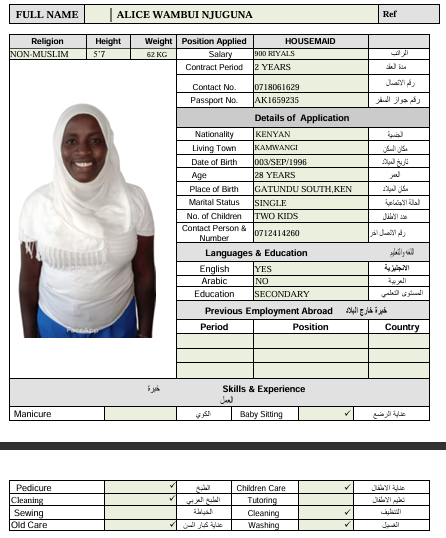 FULL NAME ALICE WAMBUI NJUGUNA Ref
Religion Height Weight Position Applied HOUSEMAID
NON-MUSLIM 5'7 62 KG Salary 900 RIYALS الراتب
Contract Period 2 YEARS مدة العقد
Contact No. 0718061629 رقم الاتصال
Passport No. AK1659235 رقم جواز السفر
Details of Application
Nationality KENYAN الجنسية
Living Town KAMWANGI مكان السكن
Date of Birth 003/SEP/1996 تاريخ الميلاد
Age 28 YEARS العمر
Place of Birth GATUNDU SOUTH,KEN مكان الميلاد
Marital Status SINGLE الحالة الاجتماعية
No. of Children TWO KIDS عدد الاطفال
Contact Person & Number 0712414260 رقم الاتصال اخر
Languages & Education اللغه والتعليم
English YES الانجليزية
Arabic NO العربية
Education SECONDARY المستوى التعلمي
Previous Employment Abroad خبرة خارج البلاد
Period Position Country
FaceApp
خبرة Skills & Experience
العمل
Manicure الكوي Baby Sitting ✓ عناية الرضع
Pedicure ✓ الطبخ Children Care ✓ عناية الاطفال
Cleaning ✓ الطبخ العربي Tutoring تعليم الاطفال
Sewing الخياطة Cleaning ✓ التنظيف
Old Care ✓ عناية كبار السن Washing ✓ الغسيل